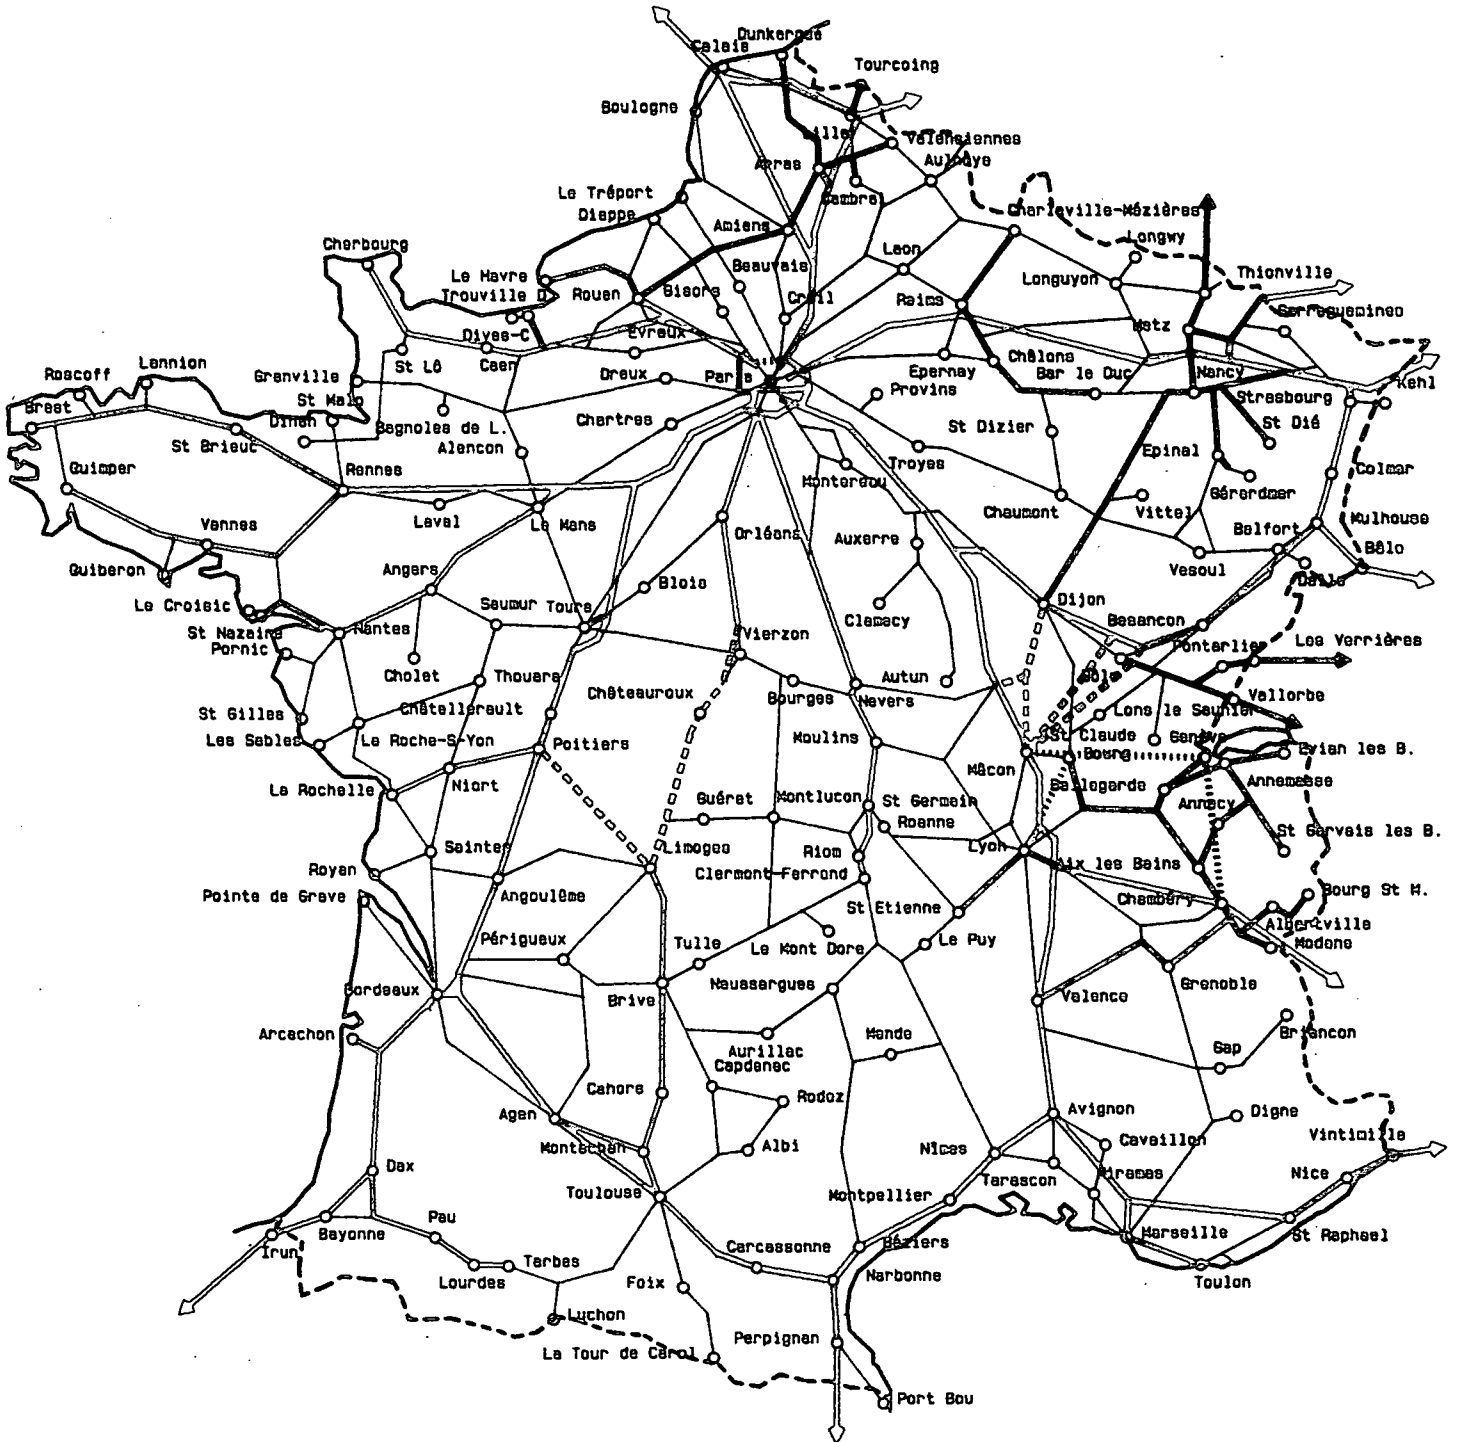 Dunkerque
Calais
Tourcoing
Boulogne
Lille
Valensiennes
Arras
Aulnoye
Le Tréport
Cambrai
Dieppe
Charleville-Mézières
Amiens
Longwy
Cherbourg
Laon
Beauvais
Le Havre
Thionville
Longuyon
Trouville D
Rouen
Gisors
Creil
Reims
Metz
Sarreguemines
Dives-C
Evreux
Lannion
St Lô
Caen
Châlons
Roscoff
Granville
Dreux
Paris
Epernay
Bar le Duc
Nancy
Kehl
Provins
Brest
St Malo
Strasbourg
Dinan
Bagnoles de L.
Chartres
St Dizier
St Dié
St Brieuc
Alencon
Epinal
Troyes
Quimper
Rennes
Colmar
Montereau
Gérardmer
Laval
Le Mans
Chaumont
Vittel
Vannes
Orléans
Auxerre
Belfort
Mulhouse
Quiberon
Angers
Vesoul
Bâle
Blois
Delle
Le Croisic
Saumur
Tours
Clamecy
Dijon
St Nazaire
Nantes
Besancon
Vierzon
Pontarlier
Les Verrières
Pornic
Cholet
Thouars
Châteauroux
Autun
Dole
Bourges
Nevers
Vallorbe
St Gilles
Châtellerault
Lons le Saunier
Les Sables
La Roche-S-Yon
Poitiers
Moulins
St Claude
Genève
Mâcon
Bourg
Evian les B.
La Rochelle
Niort
Bellegarde
Annemasse
Guéret
Montlucon
St Germain
Annecy
Roanne
St Gervais les B.
Saintes
Limoges
Riom
Lyon
Aix les Bains
Royan
Clermont-Ferrand
Pointe de Grave
Angoulême
Chambéry
Bourg St M.
St Etienne
Albertville
Périgueux
Tulle
Le Mont Dore
Le Puy
Modane
Bordeaux
Brive
Neussargues
Valence
Grenoble
Arcachon
Mende
Briancon
Aurillac
Gap
Capdenac
Cahors
Rodez
Agen
Avignon
Digne
Montauban
Albi
Nîmes
Cavaillon
Vintimille
Dax
Tarascon
Miramas
Nice
Toulouse
Montpellier
Pau
Bayonne
Marseille
St Raphael
Irun
Carcassonne
Béziers
Tarbes
Lourdes
Foix
Narbonne
Toulon
Luchon
Perpignan
La Tour de Carol
Port Bou